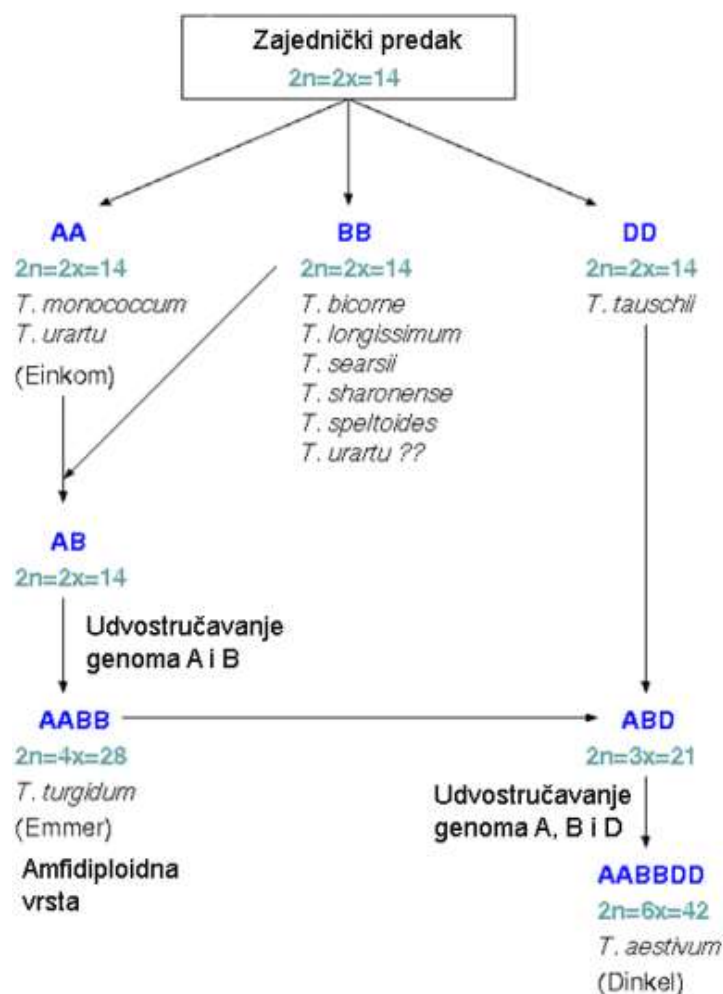 Zajednički predak
2n=2x=14
AA
2n=2x=14
T. monococcum
T. urartu
(Einkom)
BB
2n=2x=14
T. bicorne
T. longissimum
T. searsii
T. sharonense
T. speltoides
T. urartu ??
DD
2n=2x=14
T. tauschii
AB
2n=2x=14
Udvostručavanje
genoma A i B
AABB
2n=4x=28
T. turgidum
(Emmer)
Amfidiploidna
vrsta
ABD
2n=3x=21
Udvostručavanje
genoma A, B i D
AABBDD
2n=6x=42
T. aestivum
(Dinkel)